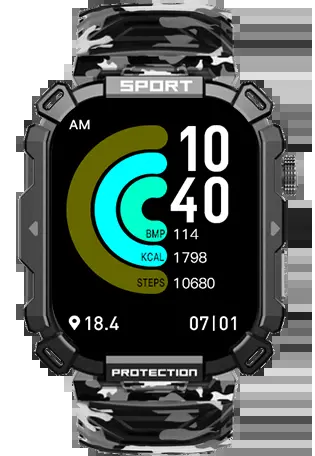 SPORT
AM
10
40
BMP 114
KCAL 1798
STEPS 10680
18.4
07|01
PROTECTION